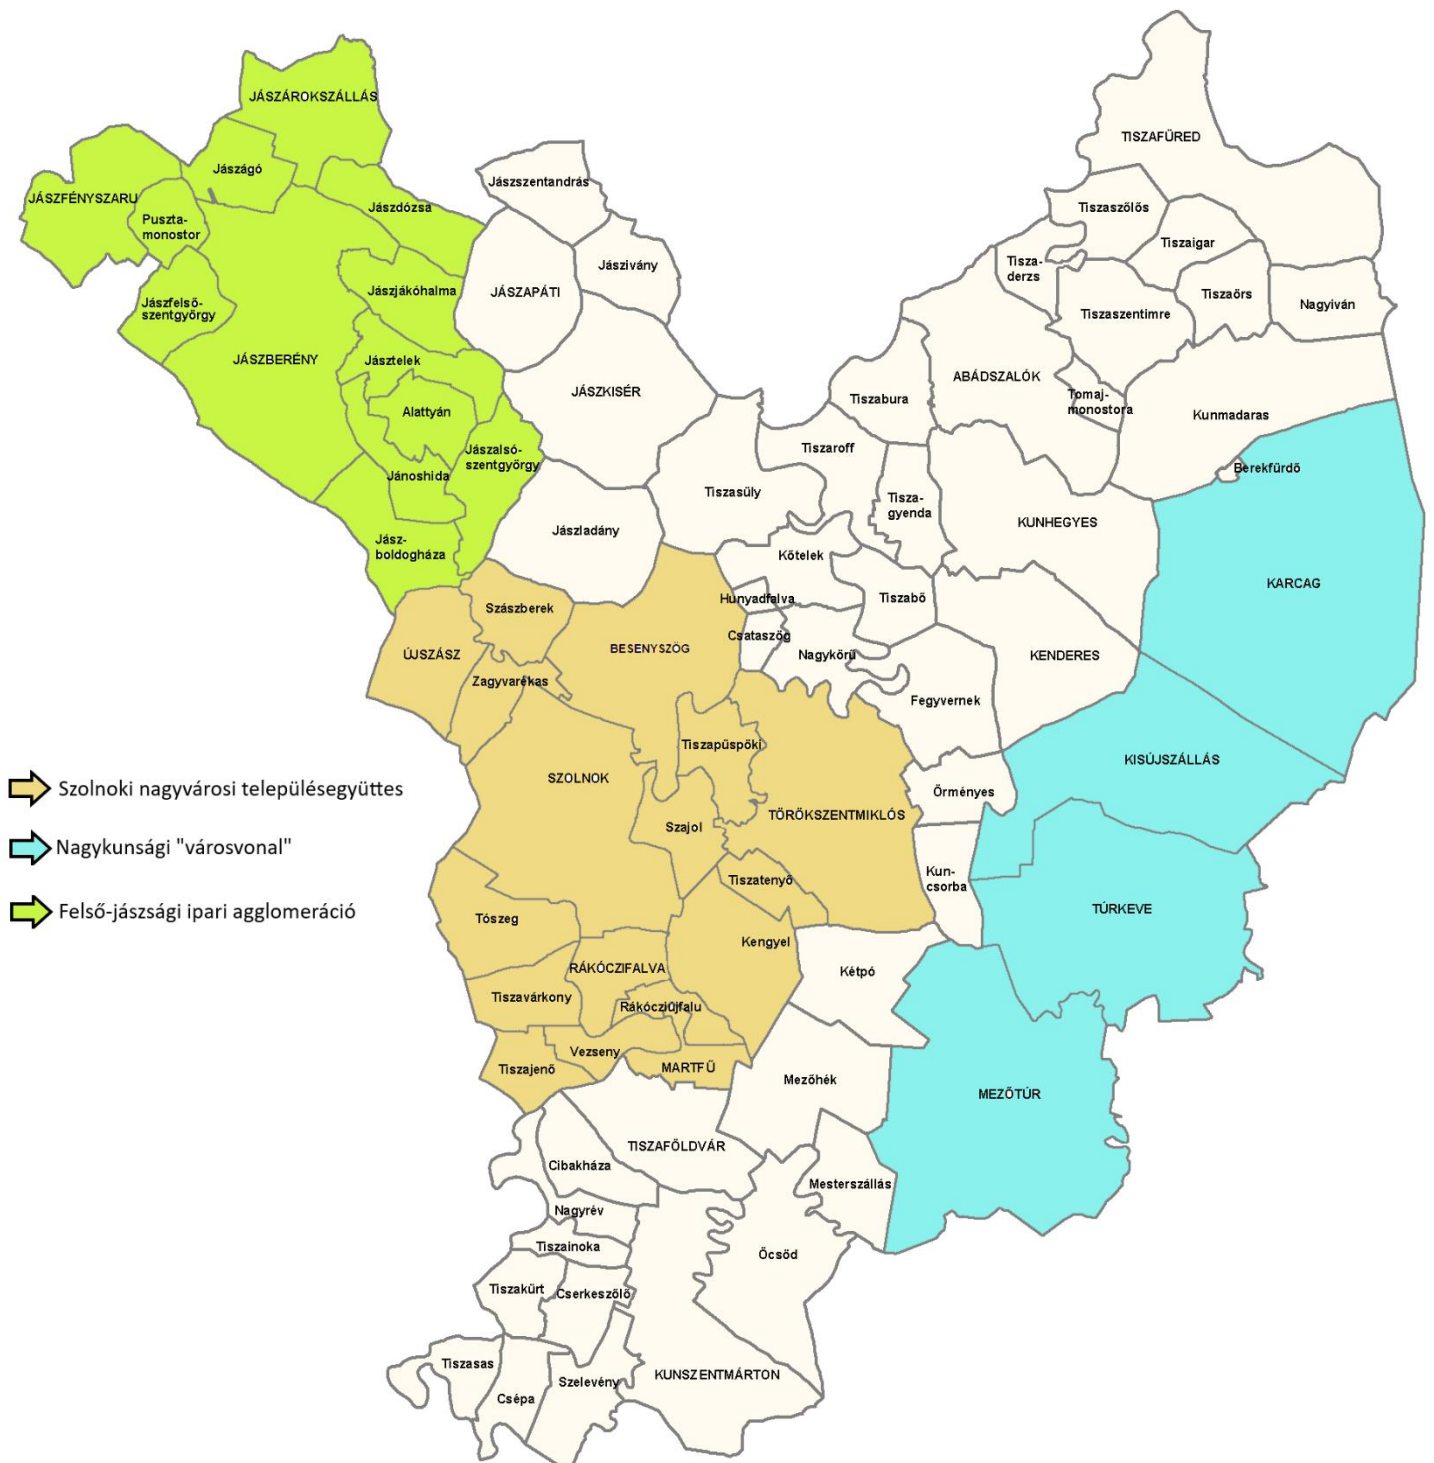 JÁSZÁROKSZÁLLÁS
TISZAFÜRED
Jászágó
Jászszentandrás
JÁSZFÉNYSZARU
Jászdózsa
Tiszaszőlős
Puszta-
monostor
Tiszaigar
Tisza-
derzs
Jászivány
Jászjákóhalma
JÁSZAPÁTI
Tiszaörs
Nagyiván
Jászfelső-
szentgyörgy
Tiszaszentimre
JÁSZBERÉNY
Jásztelek
ABÁDSZALÓK
JÁSZKISÉR
Tomaj-
monostora
Tiszabura
Alattyán
Kunmadaras
Jászalsó-
szentgyörgy
Tiszaroff
Berekfürdő
Jánoshida
Tiszasüly
Tisza-
gyenda
KUNHEGYES
Jászladány
Jász-
boldogháza
Kőtelek
KARCAG
Hunyadfalva
Tiszabő
Szászberek
Csataszög
BESENYSZÖG
ÚJSZÁSZ
Nagykörű
KENDERES
Zagyvarékas
Fegyvernek
Tiszapüspöki
KISÚJSZÁLLÁS
SZOLNOK
Örményes
Szolnoki nagyvárosi településegyüttes
TÖRÖKSZENTMIKLÓS
Szajol
Nagykunsági "városvonal"
Kun-
csorba
Tiszatenyő
TÚRKEVE
Felső-jászsági ipari agglomeráció
Tószeg
Kengyel
RÁKÓCZIFALVA
Kétpó
Tiszavárkony
Rákócziújfalu
Vezseny
Tiszajenő
MARTFŰ
Mezőhék
MEZŐTÚR
TISZAFÖLDVÁR
Cibakháza
Mesterszállás
Nagyrév
Tiszainoka
Öcsöd
Tiszakürt
Cserkeszőlő
Tiszasas
KUNSZENTMÁRTON
Szelevény
Csépa